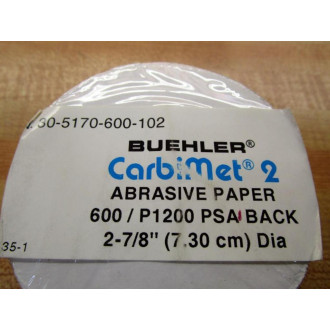 30-5170-600-102
BUEHLER®
CarbiMet® 2
ABRASIVE PAPER
600 / P1200 PSA BACK
2-7/8" (7.30 cm) Dia
35-1